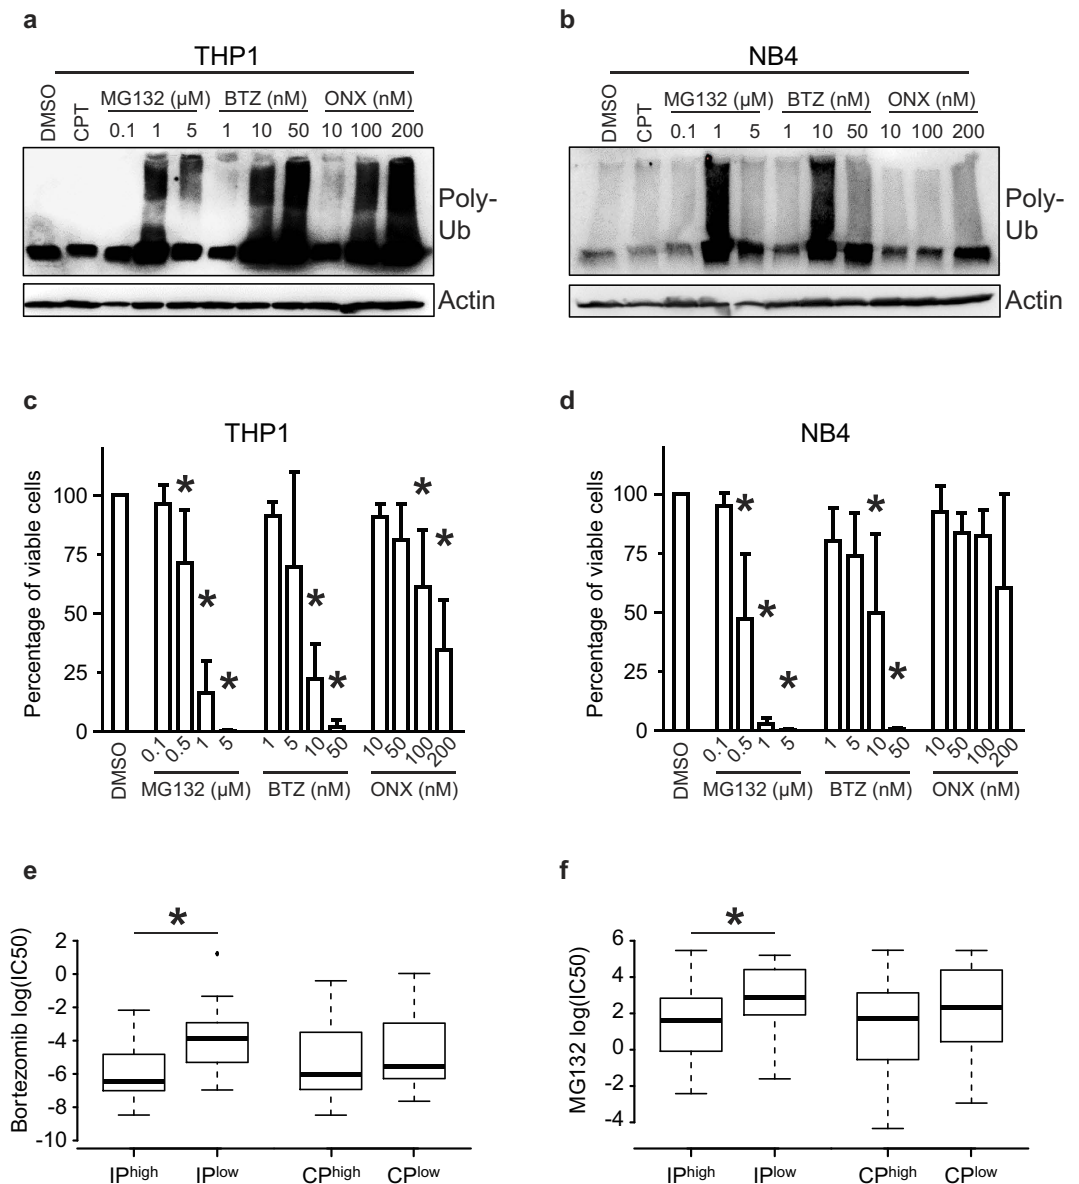 a
THP1
DMSO CPT MG132 (µM) BTZ (nM) ONX (nM)
0.1 1 5 1 10 50 10 100 200
Poly-
Ub
Actin
b
NB4
DMSO CPT MG132 (µM) BTZ (nM) ONX (nM)
0.1 1 5 1 10 50 10 100 200
Poly-
Ub
Actin
c
THP1
Percentage of viable cells
100
75
50
25
0
* * * * * * *
DMSO 0.1 0.5 1 5 1 5 10 50 10 50 100 200
MG132 (µM) BTZ (nM) ONX (nM)
d
NB4
Percentage of viable cells
100
75
50
25
0
* * * * *
DMSO 0.1 0.5 1 5 1 5 10 50 10 50 100 200
MG132 (µM) BTZ (nM) ONX (nM)
e
Bortezomib log(IC50)
2
0
-4
-4
-6
-8
-10
*
IPhigh IPlow CPhigh CPlow
f
MG132 log(IC50)
6
4
2
0
-2
-4
*
IPhigh IPlow CPhigh CPlow